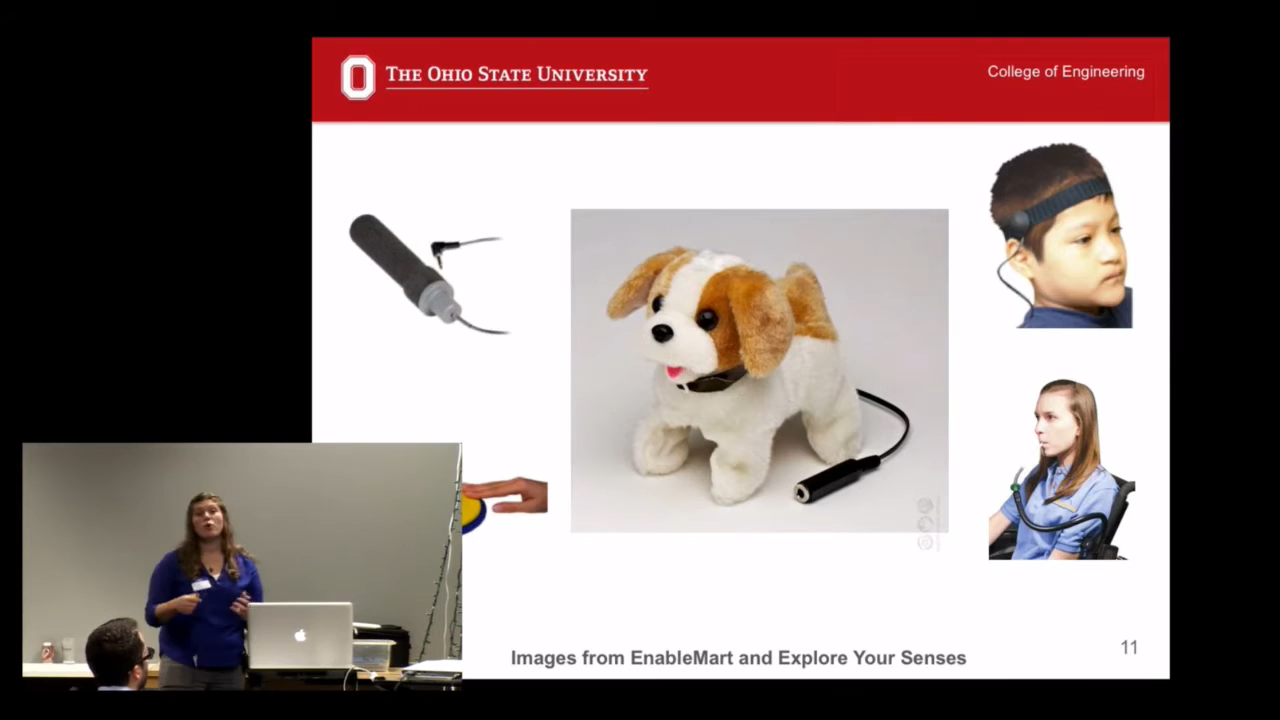 THE OHIO STATE UNIVERSITY
College of Engineering
Images from EnableMart and Explore Your Senses
11